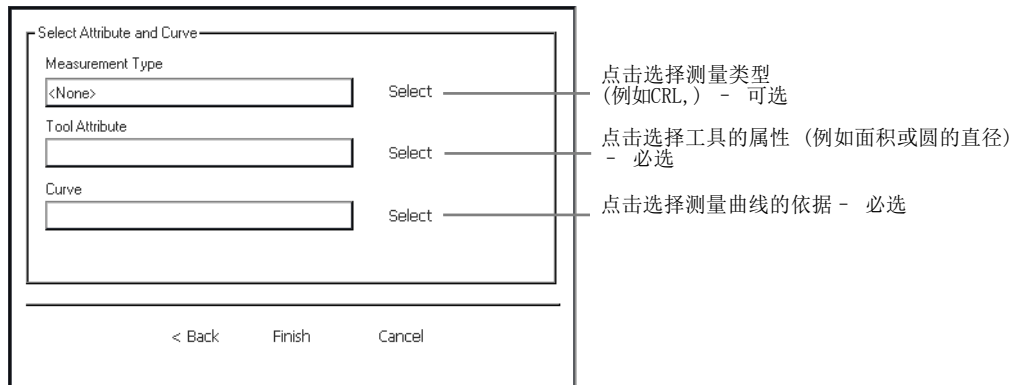 Select Attribute and Curve
Measurement Type
<None>
Select
点击选择测量类型
(例如CRL,) - 可选
Tool Attribute
Select
点击选择工具的属性 (例如面积或圆的直径)
- 必选
Curve
Select
点击选择测量曲线的依据 - 必选
< Back
Finish
Cancel